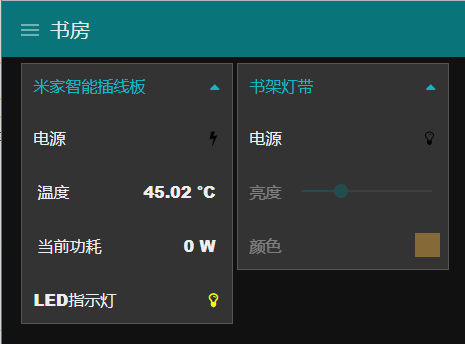 书房
米家智能插线板
电源
温度 45.02 °C
当前功耗 0 W
LED指示灯
书架灯带
电源
亮度
颜色